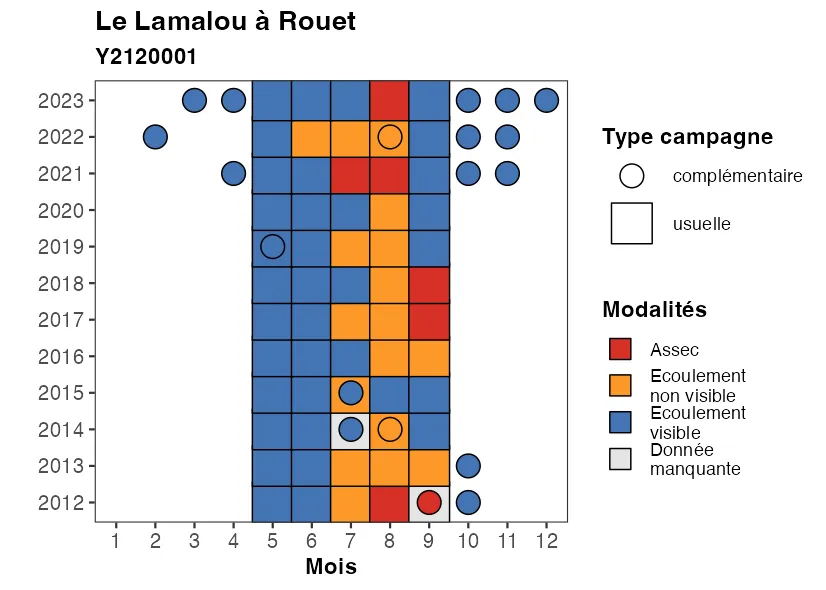 Le Lamalou à Rouet
Y2120001
2023
2022
2021
2020
2019
2018
2017
2016
2015
2014
2013
2012
1 2 3 4 5 6 7 8 9 10 11 12
Mois
Type campagne
complémentaire
usuelle
Modalités
Assec
Ecoulement
non visible
Ecoulement
visible
Donnée
manquante